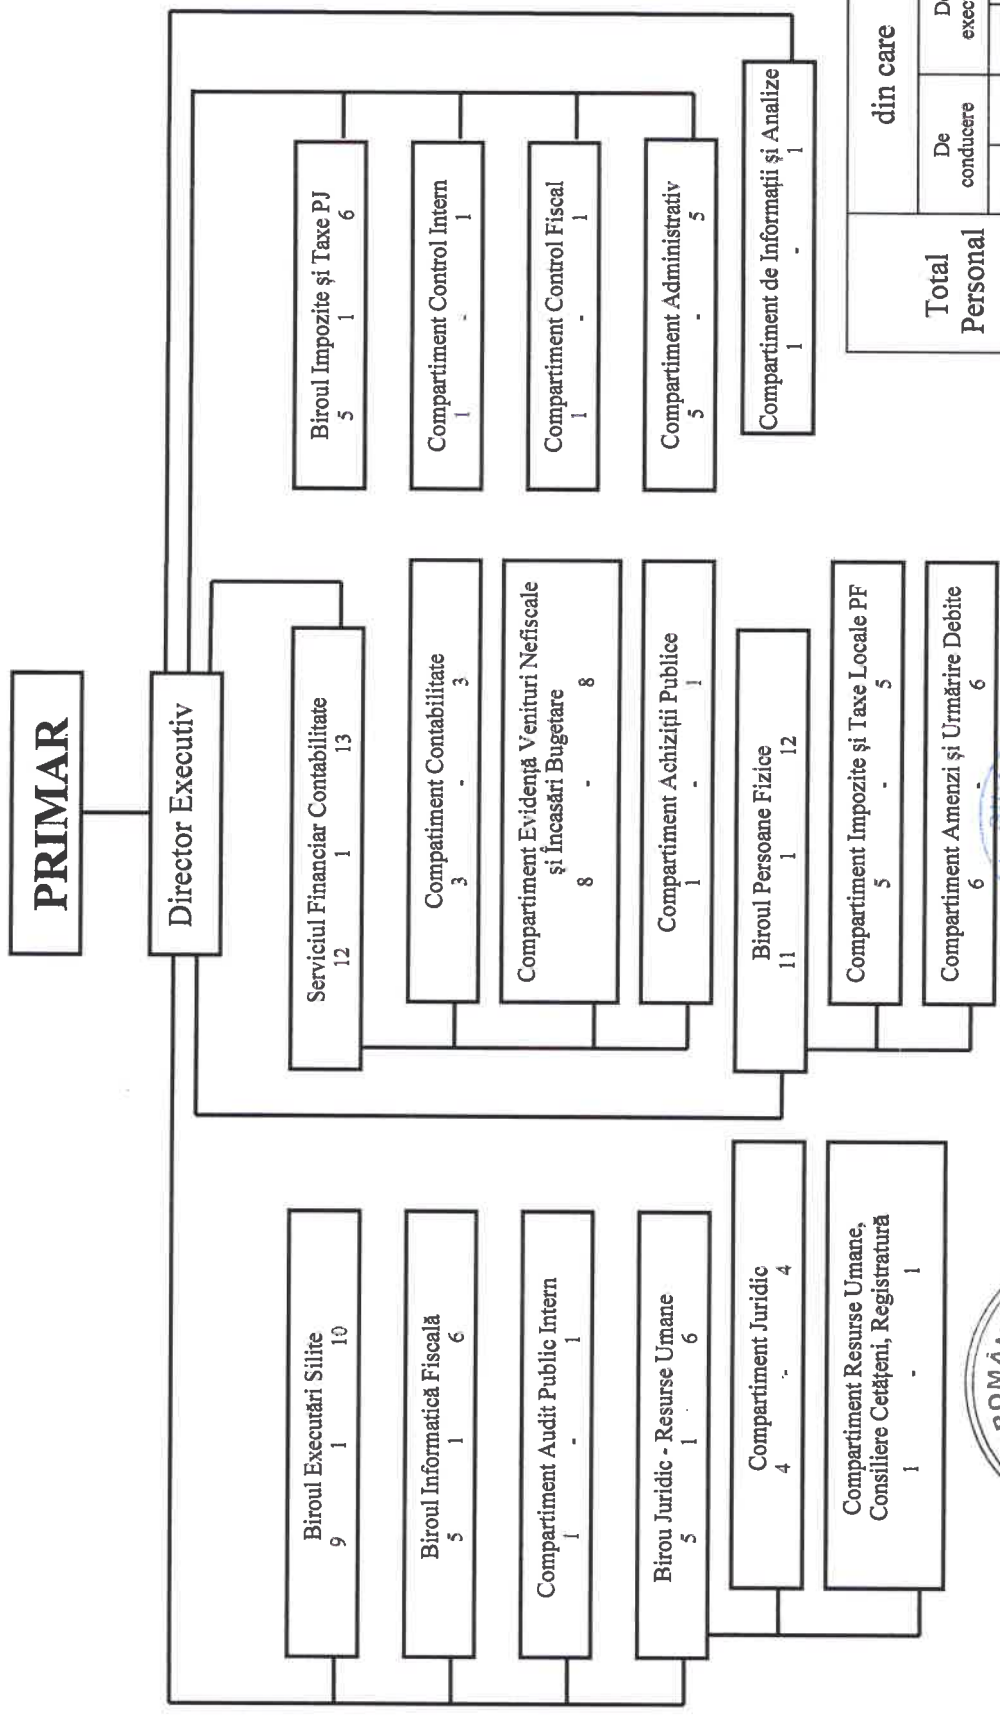 PRIMAR
Director Executiv
Biroul Executări Silite
9 1 10
Biroul Informatică Fiscală
5 1 6
Compartiment Audit Public Intern
1 - 1
Birou Juridic - Resurse Umane
5 1 6
Compartiment Juridic
4 - 4
Compartiment Resurse Umane,
Consiliere Cetățeni, Registratură
1 - 1
Serviciul Financiar Contabilitate
12 1 13
Compatiment Contabilitate
3 - 3
Compartiment Evidență Venituri Nefiscale
și Încasări Bugetare
8 - 8
Compartiment Achiziții Publice
1 - 1
Biroul Persoane Fizice
11 1 12
Compartiment Impozite și Taxe Locale PF
5 - 5
Compartiment Amenzi și Urmărire Debite
6 - 6
Biroul Impozite și Taxe PJ
5 1 6
Compartiment Control Intern
1 - 1
Compartiment Control Fiscal
1 - 1
Compartiment Administrativ
5 - 5
Compartiment de Informații și Analize
1 - 1
Total
Personal
din care
De
conducere
De
exec
ROMÂ